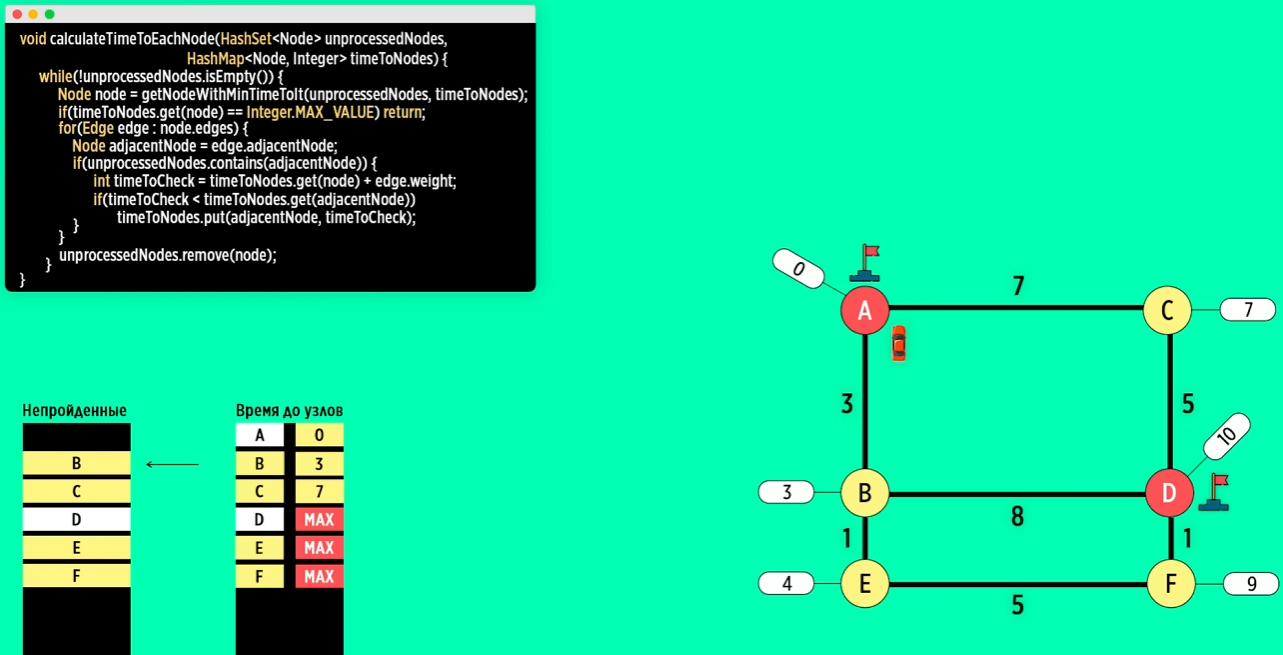 void calculateTimeToEachNode(HashSet<Node> unprocessedNodes,
HashMap<Node, Integer> timeToNodes) {
while(!unprocessedNodes.isEmpty()) {
Node node = getNodeWithMinTimeToIt(unprocessedNodes, timeToNodes);
if(timeToNodes.get(node) == Integer.MAX_VALUE) return;
for(Edge edge : node.edges) {
Node adjacentNode = edge.adjacentNode;
if(unprocessedNodes.contains(adjacentNode)) {
int timeToCheck = timeToNodes.get(node) + edge.weight;
if(timeToCheck < timeToNodes.get(adjacentNode))
timeToNodes.put(adjacentNode, timeToCheck);
}
}
unprocessedNodes.remove(node);
}
}
Непройденные
B
C
D
E
F
Время до узлов
A 0
B 3
C 7
D MAX
E MAX
F MAX
0
A
7
C
7
3
5
10
3
B
8
D
1
1
4
E
5
F
9